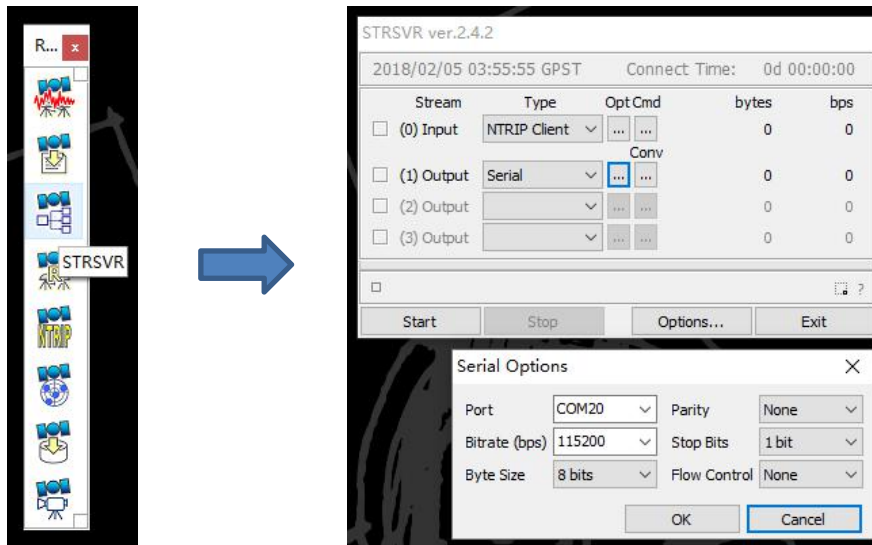 R... x
STRSVR
R
NTRIP
STRSVR ver.2.4.2
2018/02/05 03:55:55 GPST Connect Time: 0d 00:00:00
Stream Type Opt Cmd bytes bps
(0) Input NTRIP Client ... ... 0 0
Conv
(1) Output Serial ... ... 0 0
(2) Output ... ... 0 0
(3) Output ... ... 0 0
?
Start Stop Options... Exit
Serial Options
Port COM20 Parity None
Bitrate (bps) 115200 Stop Bits 1 bit
Byte Size 8 bits Flow Control None
OK Cancel